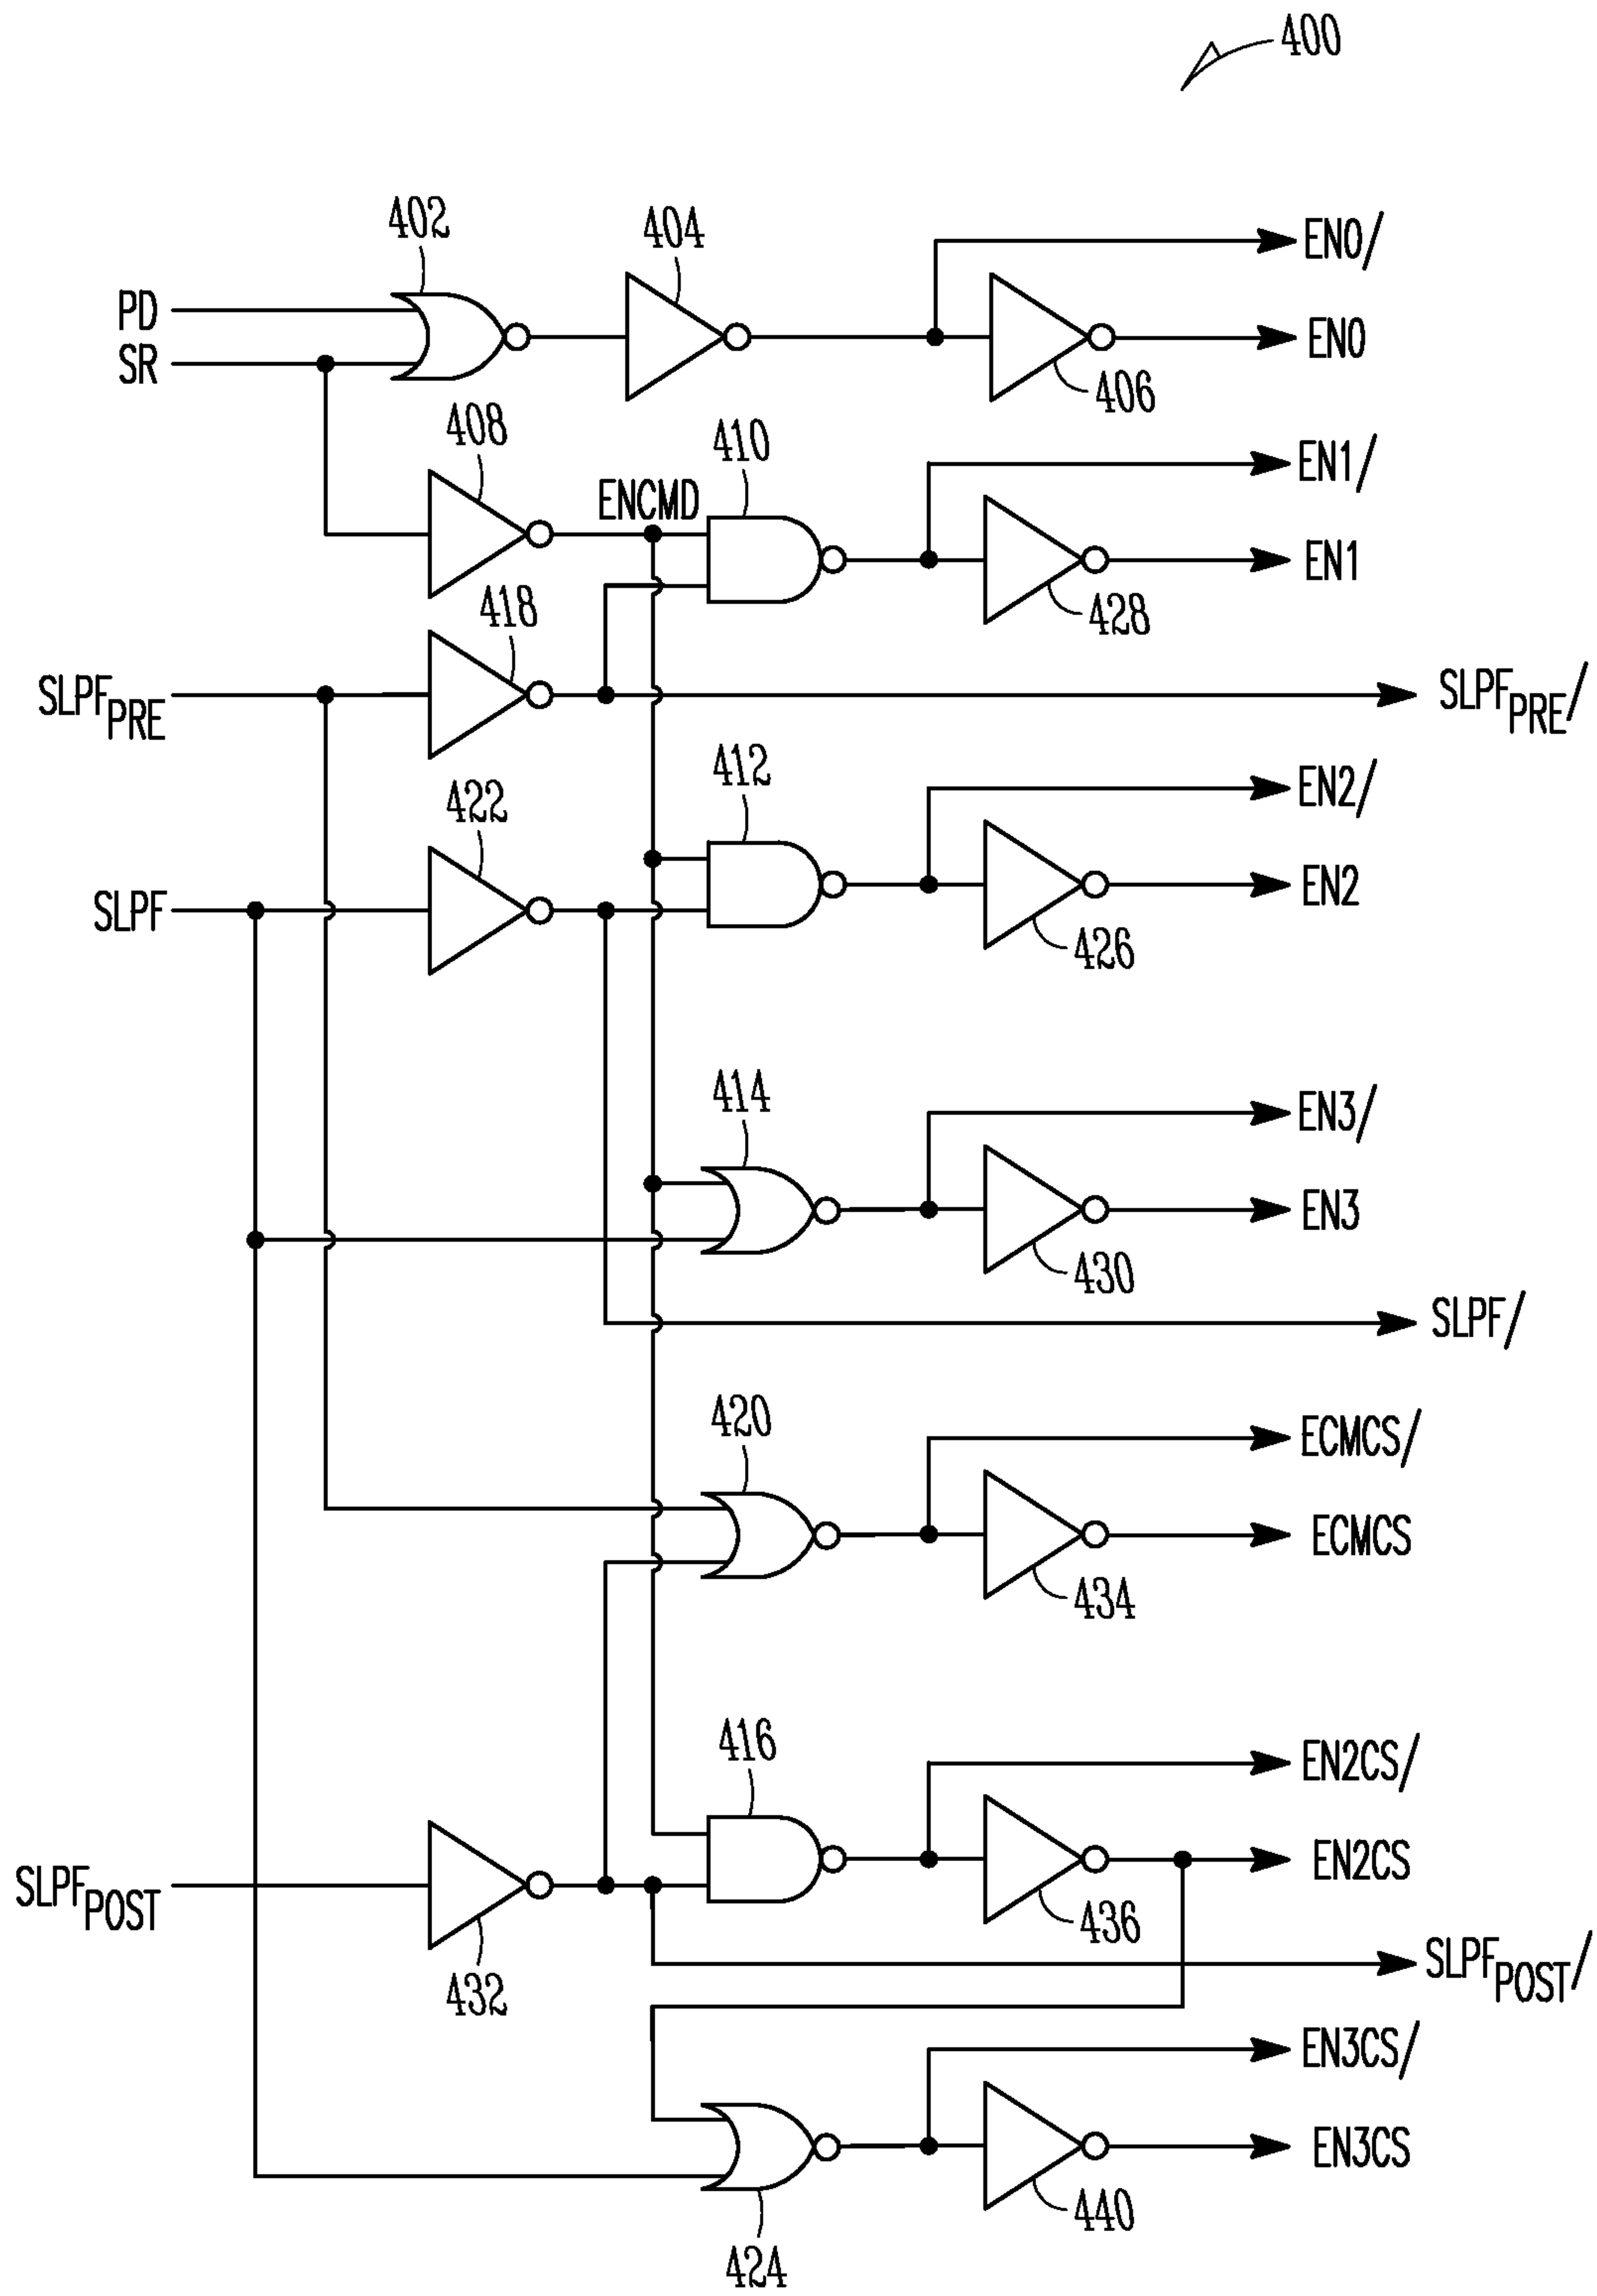 400
402
404
EN0/
PD
EN0
SR
406
408
410
EN1/
ENCMD
EN1
418
428
SLPFPRE
SLPFPRE/
412
422
EN2/
SLPF
EN2
426
414
EN3/
EN3
430
SLPF/
420
ECMCS/
ECMCS
434
416
EN2CS/
EN2CS
SLPFPOST
436
SLPFPOST/
432
EN3CS/
EN3CS
440
424